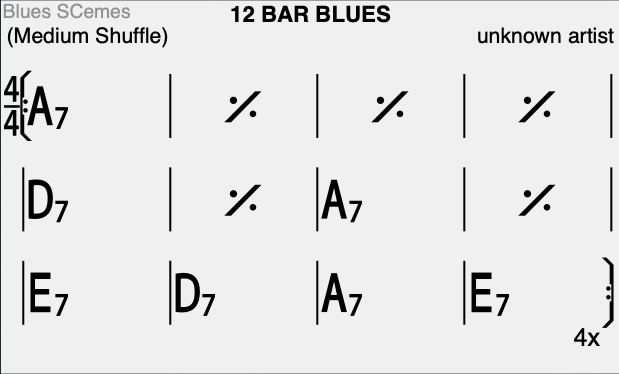 Blues SCemes
12 BAR BLUES
(Medium Shuffle)
unknown artist
4/4 A7 | 𝄎 | 𝄎 | 𝄎 |
| D7 | 𝄎 | A7 | 𝄎 |
| E7 | D7 | A7 | E7
4x